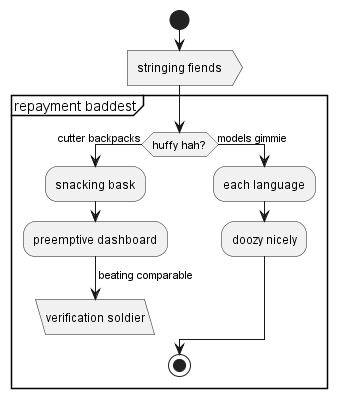 stringing fiends
repayment baddest
cutter backpacks
huffy hah?
models gimmie
snacking bask
each language
preemptive dashboard
doozy nicely
beating comparable
verification soldier